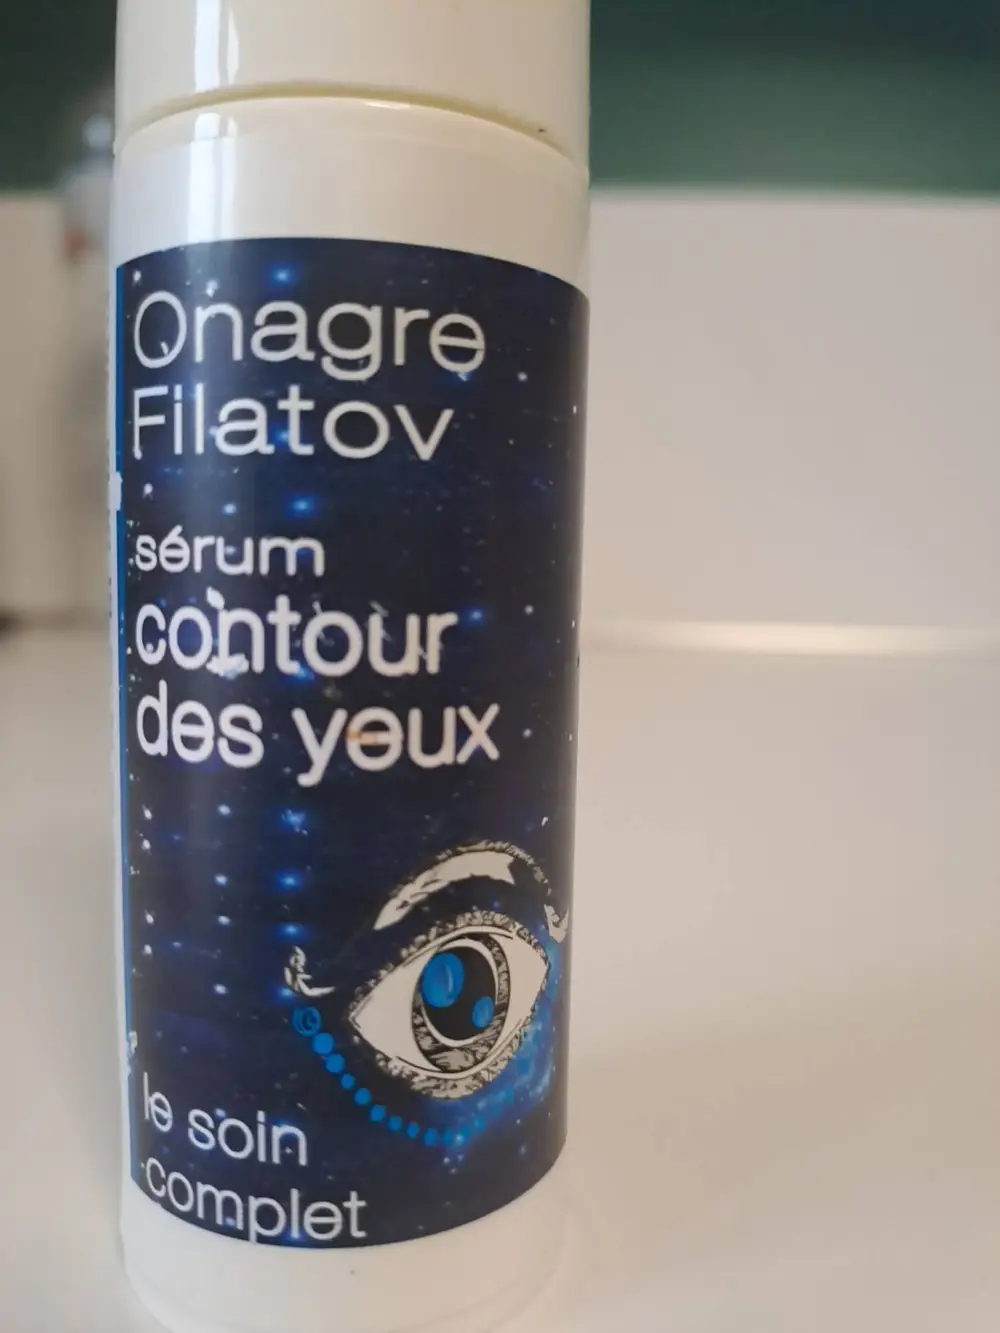 Onagre
Filatov
sérum
contour
des yeux
le soin
complet